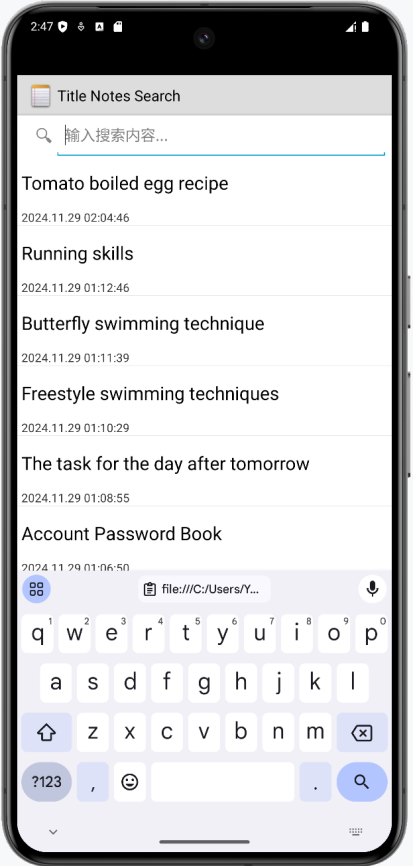 2:47
Title Notes Search
输入搜索内容...
Tomato boiled egg recipe
2024.11.29 02:04:46
Running skills
2024.11.29 01:12:46
Butterfly swimming technique
2024.11.29 01:11:39
Freestyle swimming techniques
2024.11.29 01:10:29
The task for the day after tomorrow
2024.11.29 01:08:55
Account Password Book
2024.11.29 01:06:50
file:///C:/Users/Y...
q1 w2 e3 r4 t5 y6 u7 i8 o9 p0
a s d f g h j k l
z x c v b n m
?123 , .